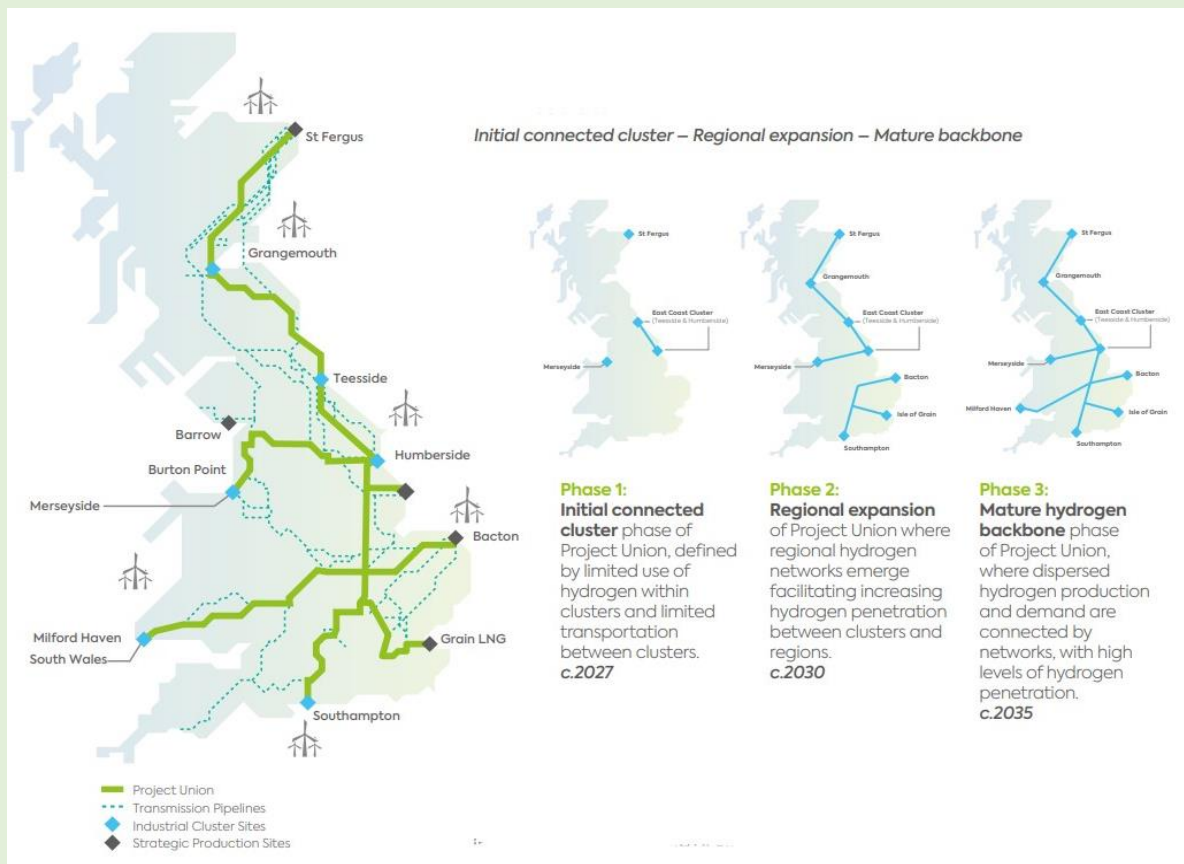 Initial connected cluster – Regional expansion – Mature backbone
St Fergus
Grangemouth
Teesside
Barrow
Humberside
Burton Point
Merseyside
Bacton
Milford Haven
South Wales
Grain LNG
Southampton
Project Union
Transmission Pipelines
Industrial Cluster Sites
Strategic Production Sites
St Fergus
East Coast Cluster
(Teesside & Humberside)
Merseyside
Phase 1:
Initial connected
cluster phase of
Project Union, defined
by limited use of
hydrogen within
clusters and limited
transportation
between clusters.
c.2027
St Fergus
Grangemouth
East Coast Cluster
(Teesside & Humberside)
Merseyside
Bacton
Isle of Grain
Southampton
Phase 2:
Regional expansion
of Project Union where
regional hydrogen
networks emerge
facilitating increasing
hydrogen penetration
between clusters and
regions.
c.2030
St Fergus
Grangemouth
East Coast Cluster
(Teesside & Humberside)
Merseyside
Bacton
Milford Haven
Isle of Grain
Southampton
Phase 3:
Mature hydrogen
backbone phase
of Project Union,
where dispersed
hydrogen production
and demand are
connected by
networks, with high
levels of hydrogen
penetration.
c.2035